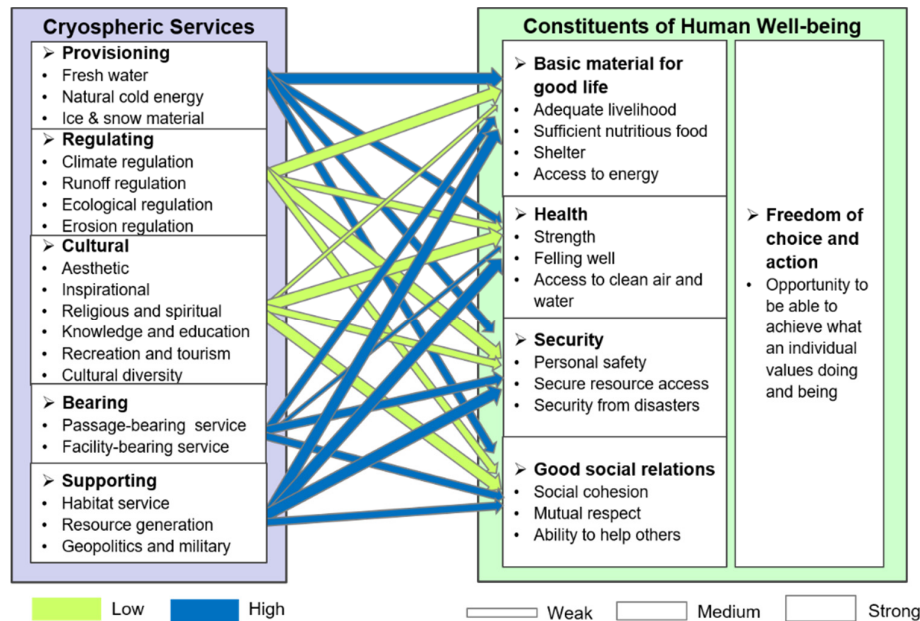 Cryospheric Services
➢ Provisioning
• Fresh water
• Natural cold energy
• Ice & snow material
➢ Regulating
• Climate regulation
• Runoff regulation
• Ecological regulation
• Erosion regulation
➢ Cultural
• Aesthetic
• Inspirational
• Religious and spiritual
• Knowledge and education
• Recreation and tourism
• Cultural diversity
➢ Bearing
• Passage-bearing service
• Facility-bearing service
➢ Supporting
• Habitat service
• Resource generation
• Geopolitics and military
Constituents of Human Well-being
➢ Basic material for
good life
• Adequate livelihood
• Sufficient nutritious food
• Shelter
• Access to energy
➢ Health
• Strength
• Felling well
• Access to clean air and
water
➢ Security
• Personal safety
• Secure resource access
• Security from disasters
➢ Good social relations
• Social cohesion
• Mutual respect
• Ability to help others
➢ Freedom of
choice and
action
• Opportunity to
be able to
achieve what
an individual
values doing
and being
Low
High
Weak
Medium
Strong